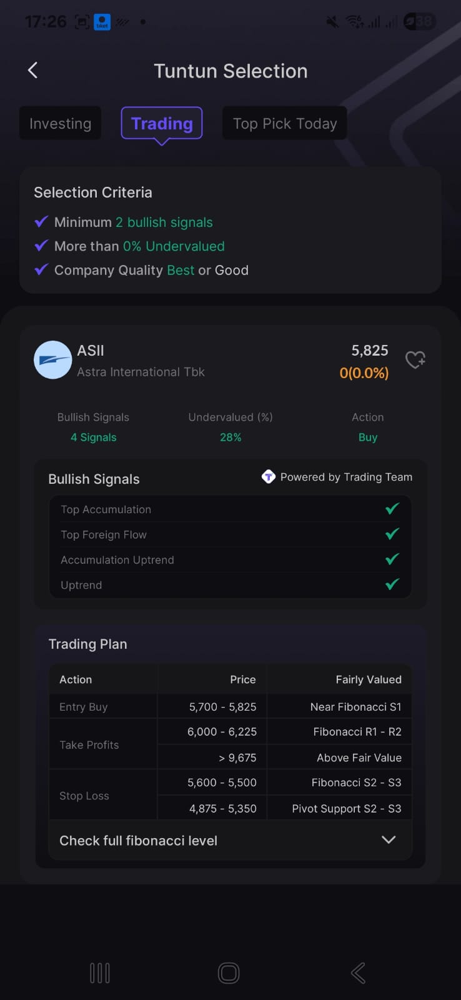 17:26
tiket
38
Tuntun Selection
Investing
Trading
Top Pick Today
Selection Criteria
Minimum 2 bullish signals
More than 0% Undervalued
Company Quality Best or Good
ASII
5,825
Astra International Tbk
0(0.0%)
Bullish Signals
Undervalued (%)
Action
4 Signals
28%
Buy
Bullish Signals
Powered by Trading Team
Top Accumulation
Top Foreign Flow
Accumulation Uptrend
Uptrend
Trading Plan
Action Price Fairly Valued
Entry Buy 5,700 - 5,825 Near Fibonacci S1
Take Profits 6,000 - 6,225 Fibonacci R1 - R2
> 9,675 Above Fair Value
Stop Loss 5,600 - 5,500 Fibonacci S2 - S3
4,875 - 5,350 Pivot Support S2 - S3
Check full fibonacci level